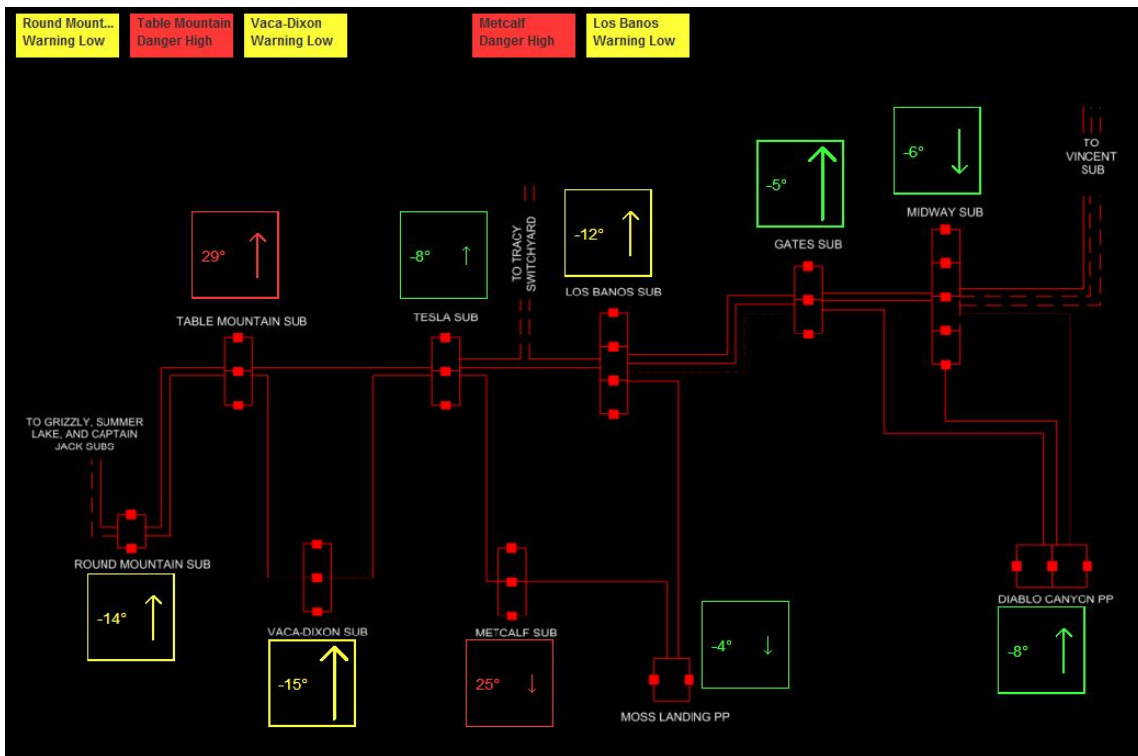 Round Mount...
Warning Low
Table Mountain
Danger High
Vaca-Dixon
Warning Low
Metcalf
Danger High
Los Banos
Warning Low
-6°
TO
VINCENT
SUB
-5°
MIDWAY SUB
29°
-8°
TO TRACY
SWITCHYARD
-12°
GATES SUB
LOS BANOS SUB
TABLE MOUNTAIN SUB
TESLA SUB
TO GRIZZLY, SUMMER
LAKE, AND CAPTAIN
JACK SUBS
ROUND MOUNTAIN SUB
-14°
VACA-DIXON SUB
-15°
METCALF SUB
25°
-4°
MOSS LANDING PP
DIABLO CANYON PP
-8°